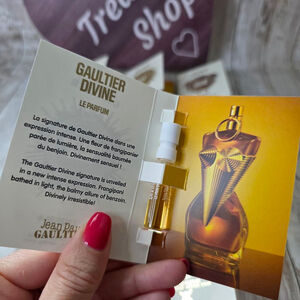 Trea
Shop
GAULTIER
DIVINE
LE PARFUM
La signature de Gaultier Divine dans une
expression intense. Une fleur de frangipanier
parée de lumière, la sensualité baumée
du benjoin. Divinement sensuel !
The Gaultier Divine signature is unveiled
in a new intense expression. Frangipani
bathed in light, the balmy allure of benzoin.
Divinely irresistible!
Jean Pau
GAULTIER